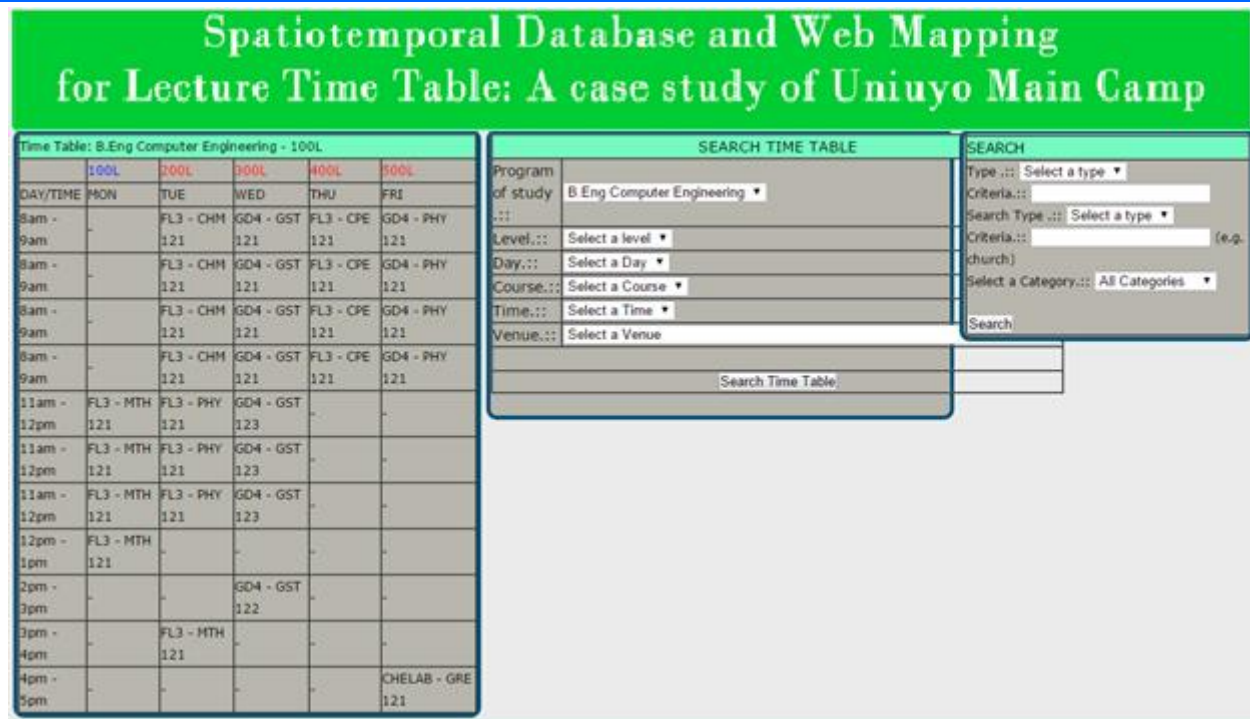 Spatiotemporal Database and Web Mapping
for Lecture Time Table: A case study of Uniuyo Main Camp
Time Table: B.Eng Computer Engineering - 100L
100L 200L 300L 400L 500L
DAY/TIME MON TUE WED THU FRI
8am - 9am - FL3 - CHM 121 GD4 - GST 121 FL3 - CPE 121 GD4 - PHY 121
8am - 9am - FL3 - CHM 121 GD4 - GST 121 FL3 - CPE 121 GD4 - PHY 121
8am - 9am - FL3 - CHM 121 GD4 - GST 121 FL3 - CPE 121 GD4 - PHY 121
8am - 9am - FL3 - CHM 121 GD4 - GST 121 FL3 - CPE 121 GD4 - PHY 121
11am - 12pm FL3 - MTH 121 FL3 - PHY 121 GD4 - GST 123 - -
11am - 12pm FL3 - MTH 121 FL3 - PHY 121 GD4 - GST 123 - -
11am - 12pm FL3 - MTH 121 FL3 - PHY 121 GD4 - GST 123 - -
12pm - 1pm FL3 - MTH 121 - - - -
2pm - 3pm - - GD4 - GST 122 - -
3pm - 4pm - FL3 - MTH 121 - - -
4pm - 5pm - - - - CHELAB - GRE 121
SEARCH TIME TABLE
Program of study .:: B.Eng Computer Engineering
Level.:: Select a level
Day.:: Select a Day
Course.:: Select a Course
Time.:: Select a Time
Venue.:: Select a Venue
Search Time Table
SEARCH
Type .:: Select a type
Criteria.::
Search Type .:: Select a type
Criteria.:: (e.g.
church)
Select a Category.:: All Categories
Search